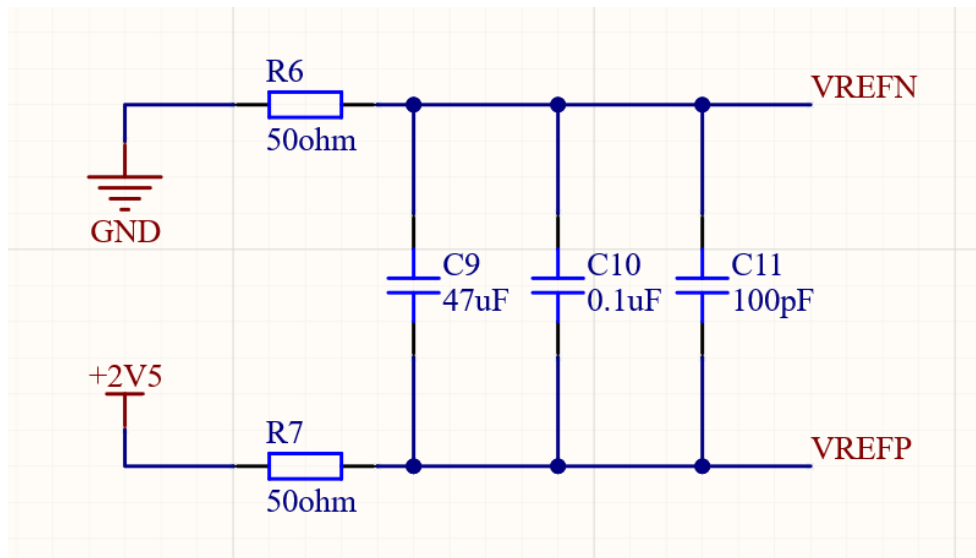 R6
VREFN
50ohm
GND
C9
47uF
C10
0.1uF
C11
100pF
+2V5
R7
VREFP
50ohm